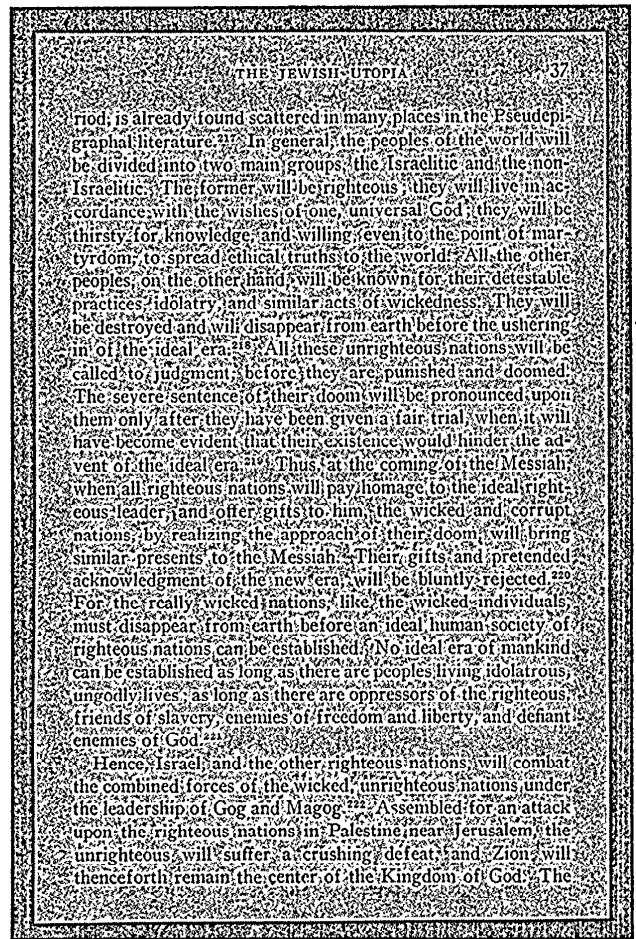 THE JEWISH UTOPIA 37
riod, is already found scattered in many places in the Pseudepi-
graphal literature.²¹⁷ In general, the peoples of the world will
be divided into two main groups, the Israelitic and the non-
Israelitic. The former will be righteous; they will live in ac-
cordance with the wishes of one, universal God; they will be
thirsty for knowledge, and willing, even to the point of mar-
tyrdom, to spread ethical truths to the world. All the other
peoples, on the other hand, will be known for their detestable
practices, idolatry, and similar acts of wickedness. They will
be destroyed and will disappear from earth before the ushering
in of the ideal era.²¹⁸ All these unrighteous nations will be
called to judgment, before they are punished and doomed.
The severe sentence of their doom will be pronounced upon
them only after they have been given a fair trial, when it will
have become evident that their existence would hinder the ad-
vent of the ideal era.²¹⁹ Thus, at the coming of the Messiah,
when all righteous nations will pay homage to the ideal right-
eous leader, and offer gifts to him, the wicked and corrupt
nations, by realizing the approach of their doom, will bring
similar presents to the Messiah. Their gifts and pretended
acknowledgment of the new era, will be bluntly rejected.²²⁰
For the really wicked nations, like the wicked individuals,
must disappear from earth before an ideal human society of
righteous nations can be established. No ideal era of mankind
can be established as long as there are peoples living idolatrous,
ungodly lives, as long as there are oppressors of the righteous,
friends of slavery, enemies of freedom and liberty, and defiant
enemies of God.²²¹
Hence, Israel, and the other righteous nations, will combat
the combined forces of the wicked, unrighteous nations under
the leadership of Gog and Magog.²²² Assembled for an attack
upon the righteous nations in Palestine near Jerusalem, the
unrighteous will suffer a crushing defeat, and Zion will
thenceforth remain the center of the Kingdom of God. The